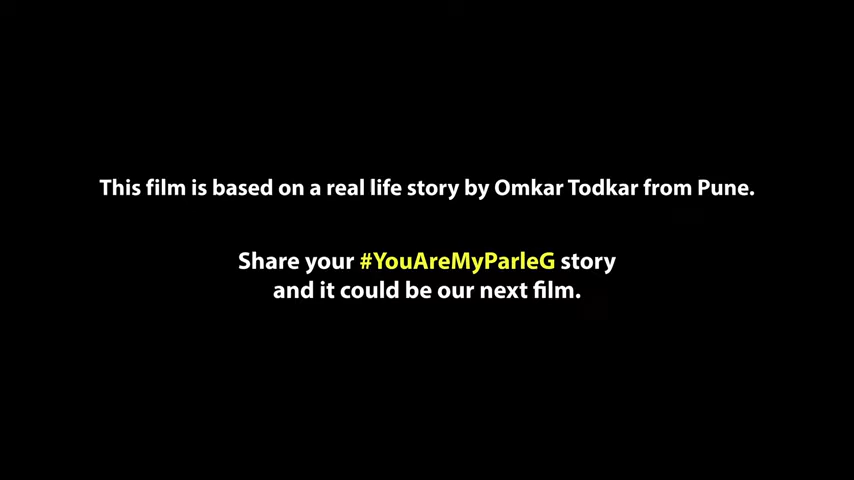 This film is based on a real life story by Omkar Todkar from Pune.
Share your #YouAreMyParleG story
and it could be our next film.